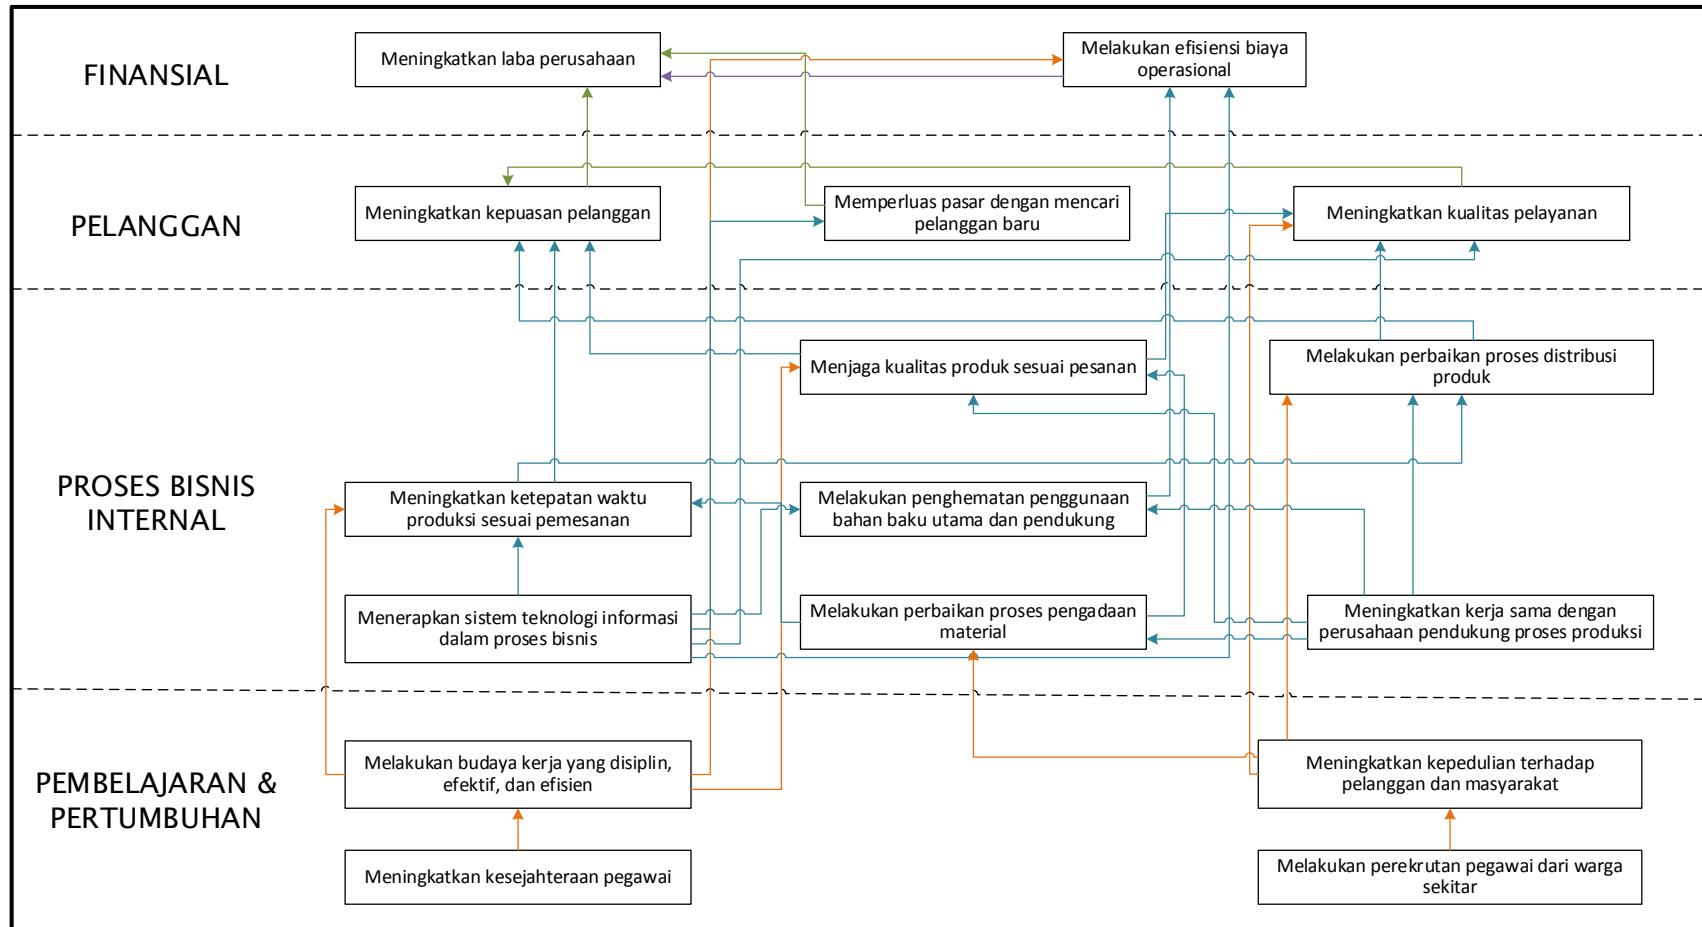 FINANSIAL
Meningkatkan laba perusahaan
Melakukan efisiensi biaya
operasional
PELANGGAN
Meningkatkan kepuasan pelanggan
Memperluas pasar dengan mencari
pelanggan baru
Meningkatkan kualitas pelayanan
PROSES BISNIS
INTERNAL
Menjaga kualitas produk sesuai pesanan
Melakukan perbaikan proses distribusi
produk
Meningkatkan ketepatan waktu
produksi sesuai pemesanan
Melakukan penghematan penggunaan
bahan baku utama dan pendukung
Menerapkan sistem teknologi informasi
dalam proses bisnis
Melakukan perbaikan proses pengadaan
material
Meningkatkan kerja sama dengan
perusahaan pendukung proses produksi
PEMBELAJARAN &
PERTUMBUHAN
Melakukan budaya kerja yang disiplin,
efektif, dan efisien
Meningkatkan kepedulian terhadap
pelanggan dan masyarakat
Meningkatkan kesejahteraan pegawai
Melakukan perekrutan pegawai dari warga
sekitar